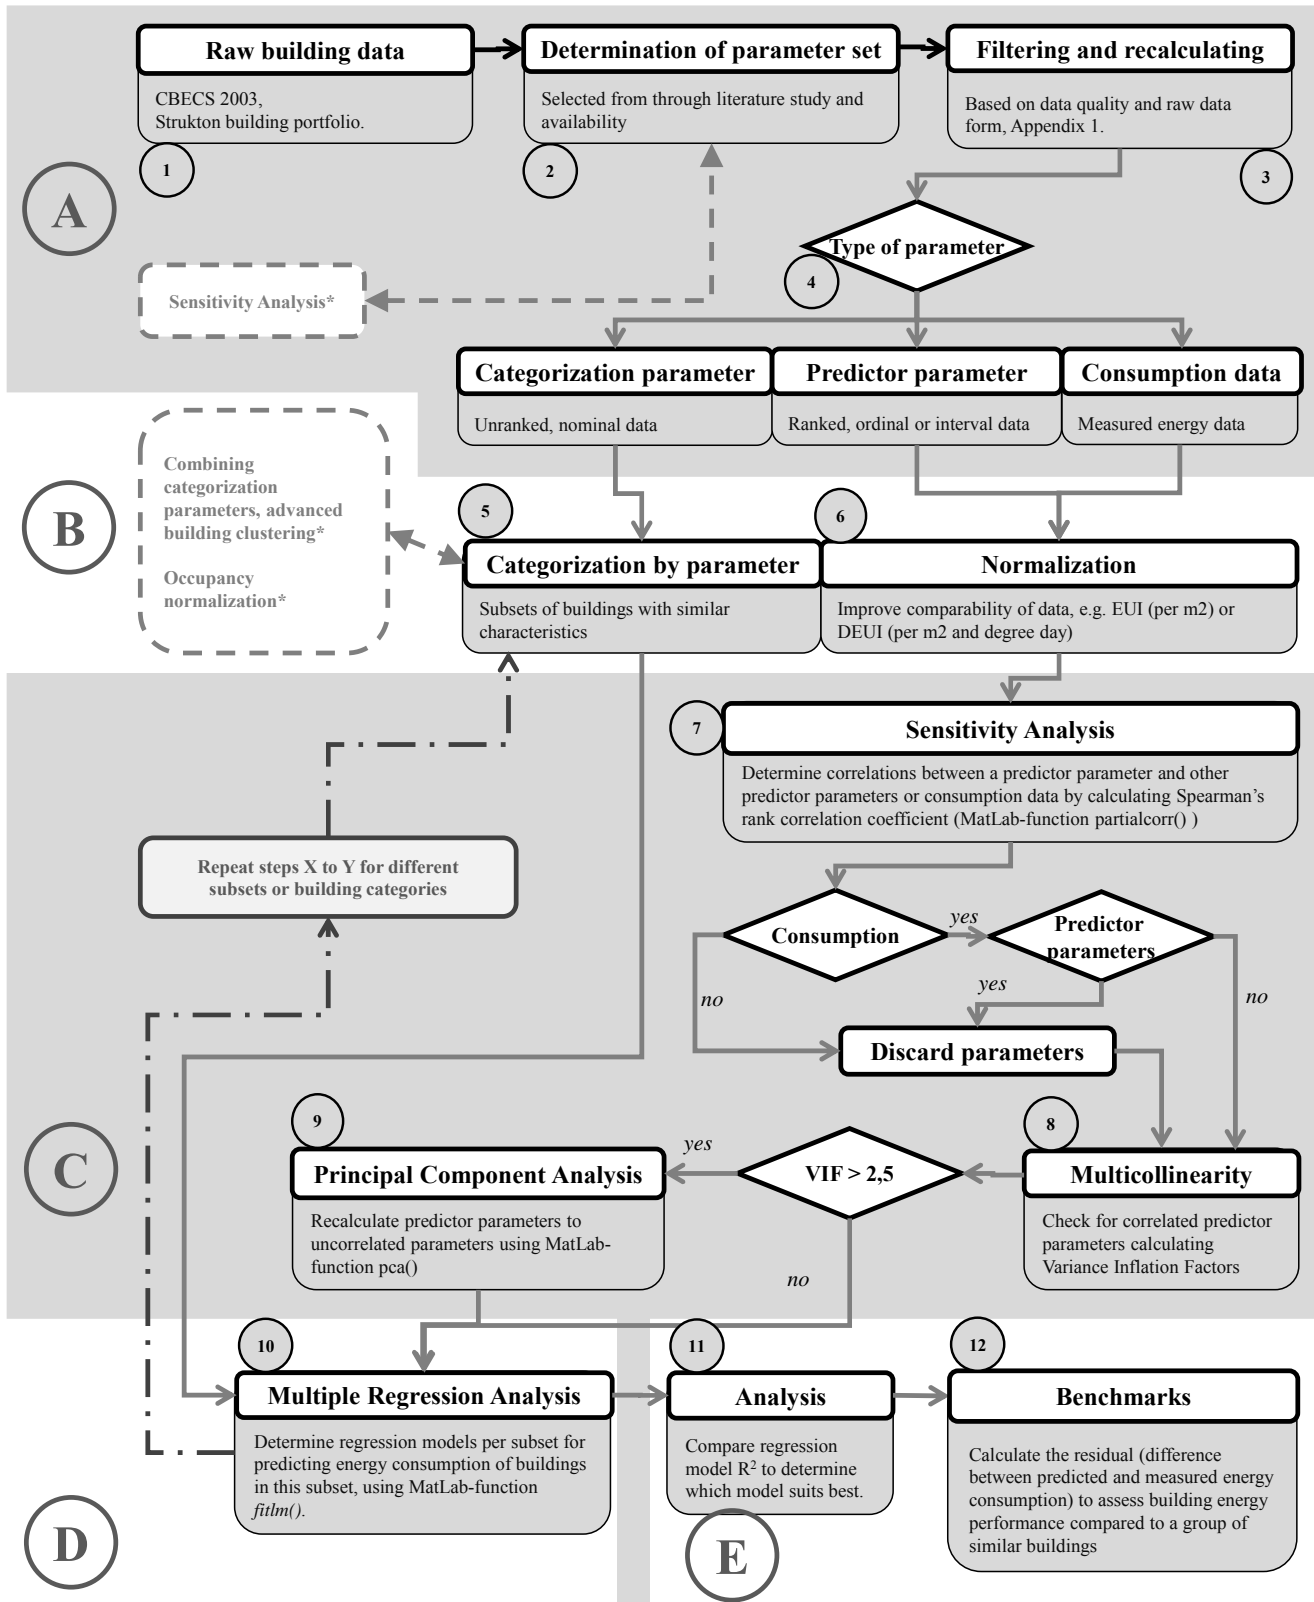 Raw building data
CBECS 2003,
Strukton building portfolio.
1
Determination of parameter set
Selected from through literature study and
availability
2
Filtering and recalculating
Based on data quality and raw data
form, Appendix 1.
3
A
Type of parameter
4
Sensitivity Analysis*
Categorization parameter
Unranked, nominal data
Predictor parameter
Ranked, ordinal or interval data
Consumption data
Measured energy data
B
Combining
categorization
parameters, advanced
building clustering*
Occupancy
normalization*
5
Categorization by parameter
Subsets of buildings with similar
characteristics
6
Normalization
Improve comparability of data, e.g. EUI (per m2) or
DEUI (per m2 and degree day)
7
Sensitivity Analysis
Determine correlations between a predictor parameter and other
predictor parameters or consumption data by calculating Spearman's
rank correlation coefficient (MatLab-function partialcorr() )
Repeat steps X to Y for different
subsets or building categories
Consumption
yes
Predictor
parameters
no
yes
no
Discard parameters
C
9
Principal Component Analysis
Recalculate predictor parameters to
uncorrelated parameters using MatLab-
function pca()
yes
VIF > 2,5
no
8
Multicollinearity
Check for correlated predictor
parameters calculating
Variance Inflation Factors
10
Multiple Regression Analysis
Determine regression models per subset for
predicting energy consumption of buildings
in this subset, using MatLab-function
fitlm().
D
11
Analysis
Compare regression
model R² to determine
which model suits best.
E
12
Benchmarks
Calculate the residual (difference
between predicted and measured energy
consumption) to assess building energy
performance compared to a group of
similar buildings